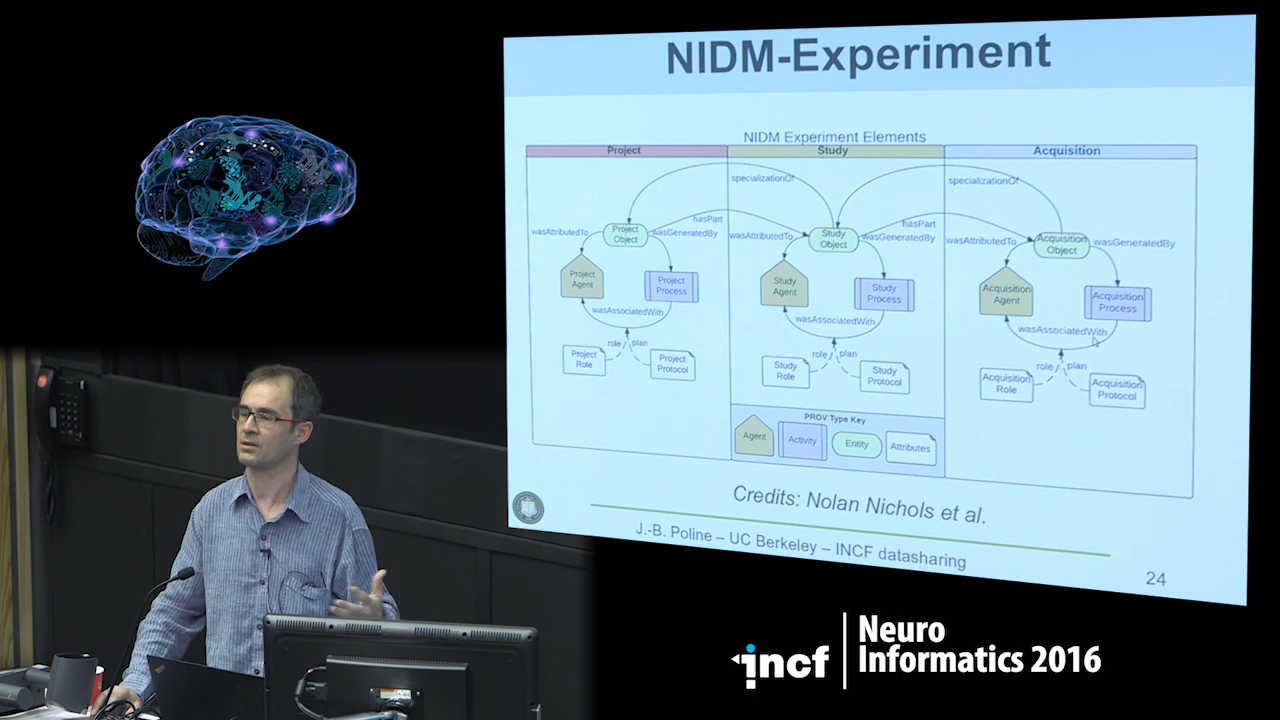 NIDM-Experiment
NIDM Experiment Elements
Project
Study
Acquisition
specializationOf
specializationOf
hasPart
hasPart
wasAttributedTo
Project
Object
wasGeneratedBy
wasAttributedTo
Study
Object
wasGeneratedBy
wasAttributedTo
Acquisition
Object
wasGeneratedBy
Project
Agent
Project
Process
Study
Agent
Study
Process
Acquisition
Agent
Acquisition
Process
wasAssociatedWith
wasAssociatedWith
wasAssociatedWith
role
plan
role
plan
role
plan
Project
Role
Project
Protocol
Study
Role
Study
Protocol
Acquisition
Role
Acquisition
Protocol
PROV Type Key
Agent
Activity
Entity
Attributes
Credits: Nolan Nichols et al.
J.-B. Poline – UC Berkeley – INCF datasharing
24
incf
Neuro
Informatics 2016